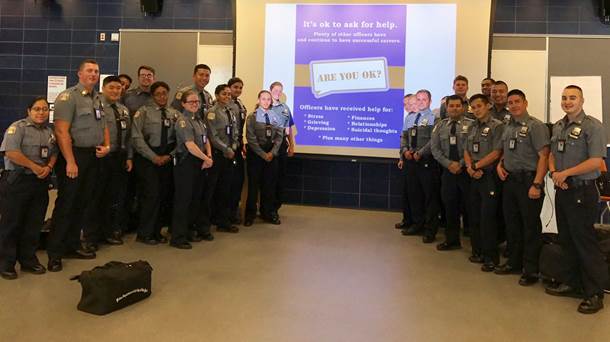 It's ok to ask for help.
Plenty of other officers have
and continue to have successful careers.
ARE YOU OK?
Officers have received help for:
* Stress
* Grieving
* Depression
* Finances
* Relationships
* Suicidal thoughts
* Plus many other things